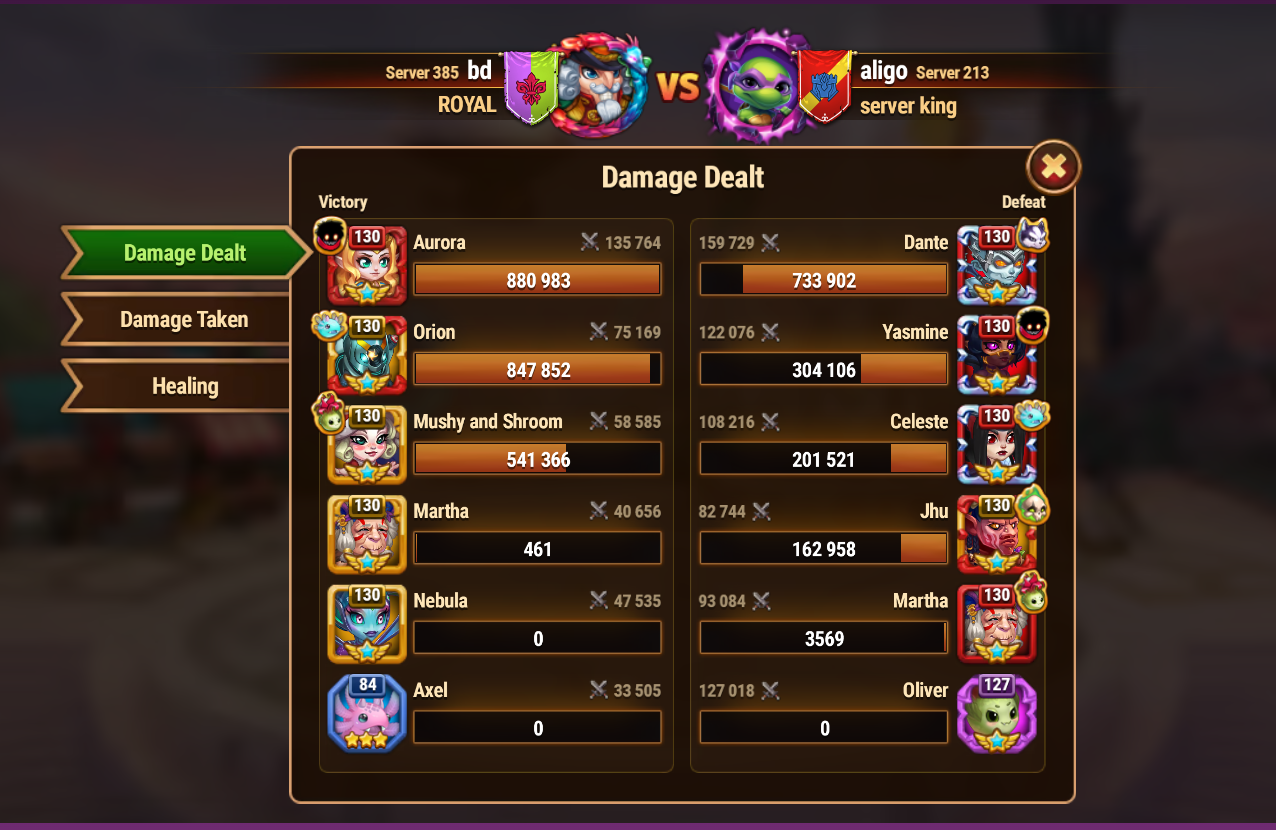 Server 385 bd
ROYAL
VS
aligo Server 213
server king
Damage Dealt
Victory
Defeat
Damage Dealt
Damage Taken
Healing
130 Aurora 135 764
880 983
130 Orion 75 169
847 852
130 Mushy and Shroom 58 585
541 366
130 Martha 40 656
461
130 Nebula 47 535
0
84 Axel 33 505
0
159 729 Dante 130
733 902
122 076 Yasmine 130
304 106
108 216 Celeste 130
201 521
82 744 Jhu 130
162 958
93 084 Martha 130
3569
127 018 Oliver 127
0